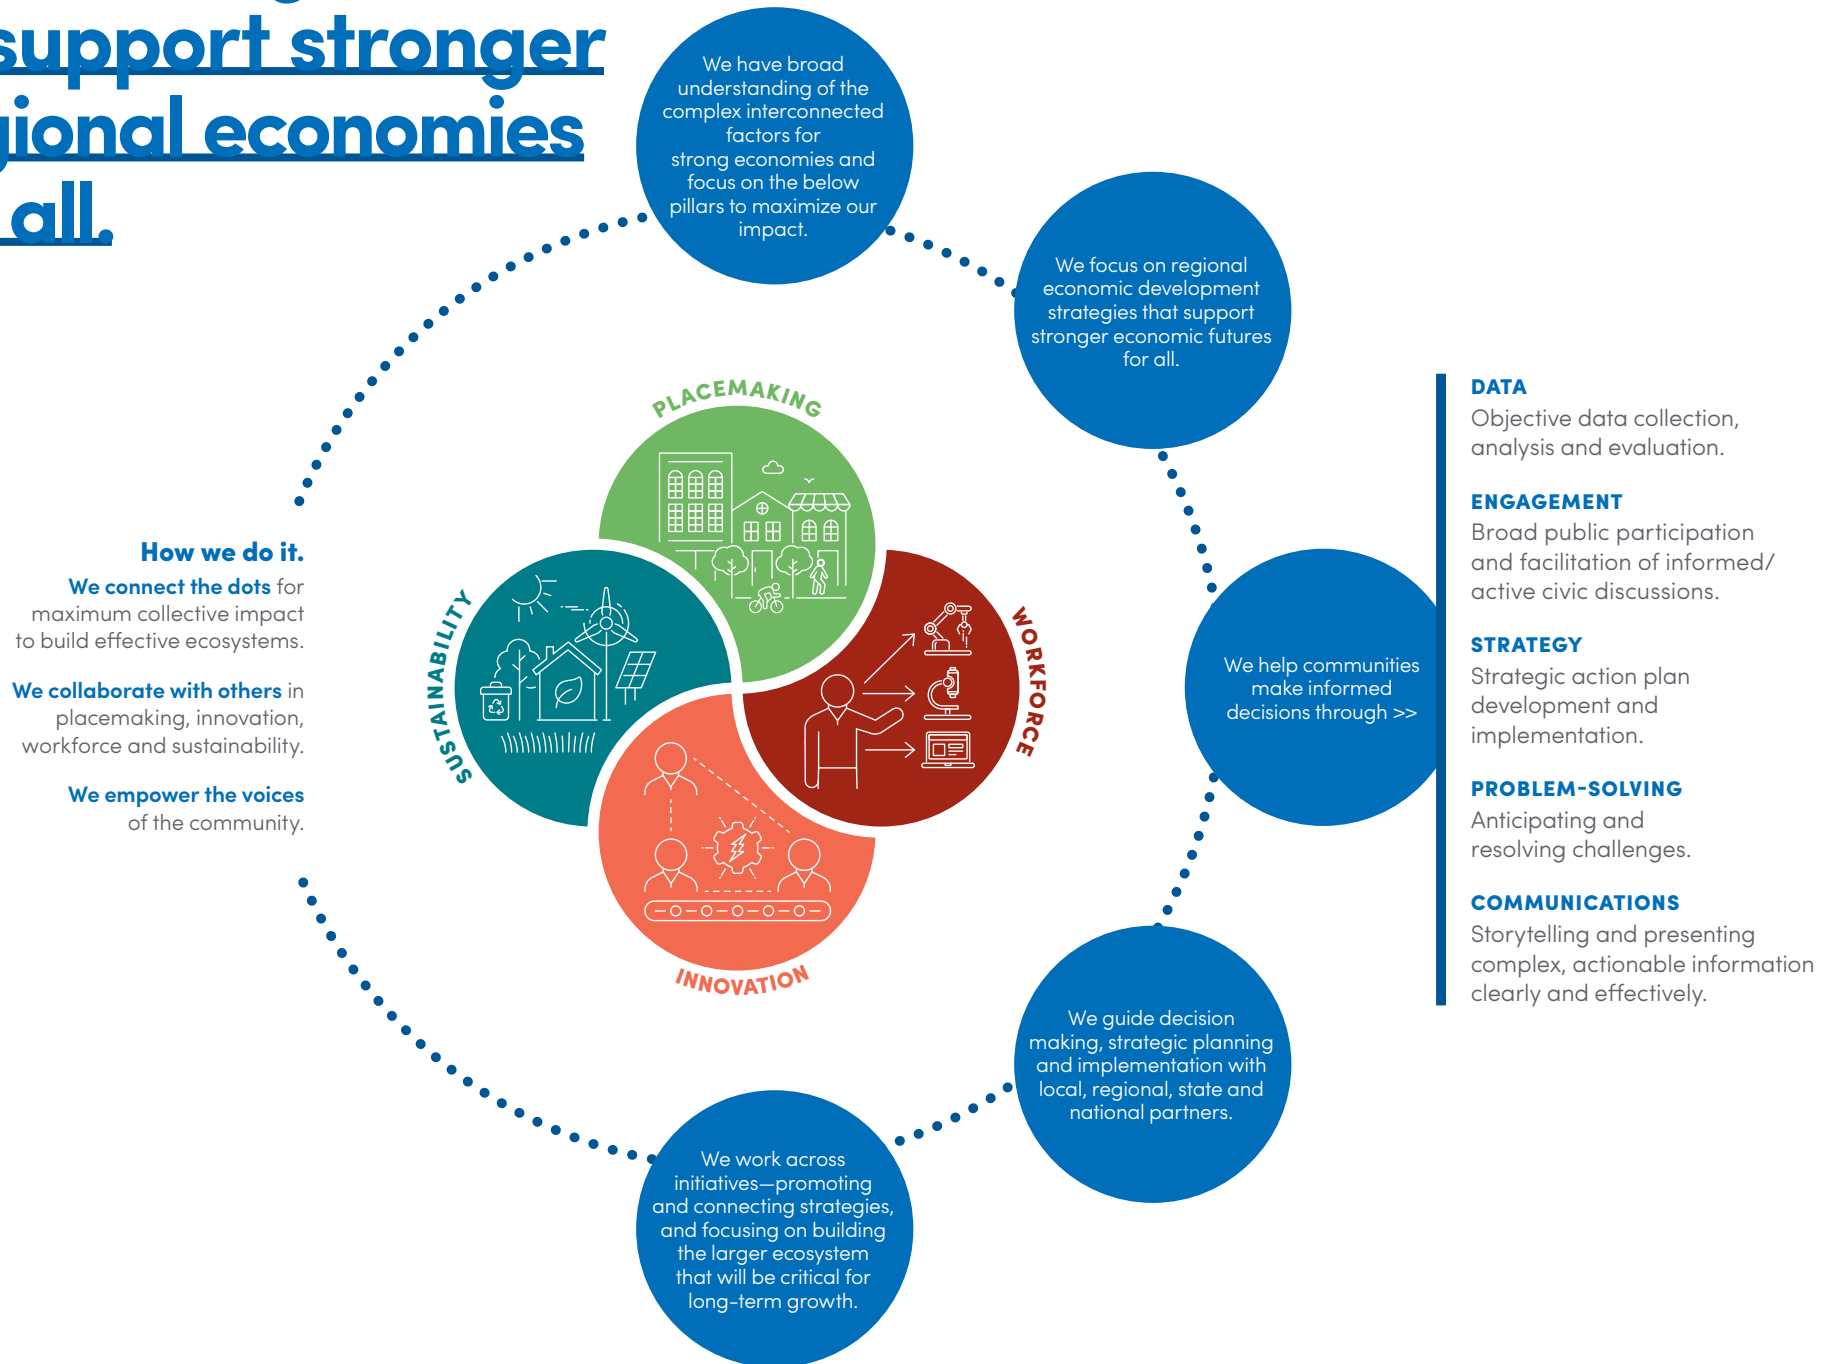 support stronger
gional economies
all.
We have broad
understanding of the
complex interconnected
factors for
strong economies and
focus on the below
pillars to maximize our
impact.
We focus on regional
economic development
strategies that support
stronger economic futures
for all.
PLACEMAKING
SUSTAINABILITY
WORKFORCE
INNOVATION
How we do it.
We connect the dots for
maximum collective impact
to build effective ecosystems.
We collaborate with others in
placemaking, innovation,
workforce and sustainability.
We empower the voices
of the community.
We help communities
make informed
decisions through >>
DATA
Objective data collection,
analysis and evaluation.
ENGAGEMENT
Broad public participation
and facilitation of informed/
active civic discussions.
STRATEGY
Strategic action plan
development and
implementation.
PROBLEM-SOLVING
Anticipating and
resolving challenges.
COMMUNICATIONS
Storytelling and presenting
complex, actionable information
clearly and effectively.
We guide decision
making, strategic planning
and implementation with
local, regional, state and
national partners.
We work across
initiatives—promoting
and connecting strategies,
and focusing on building
the larger ecosystem
that will be critical for
long-term growth.